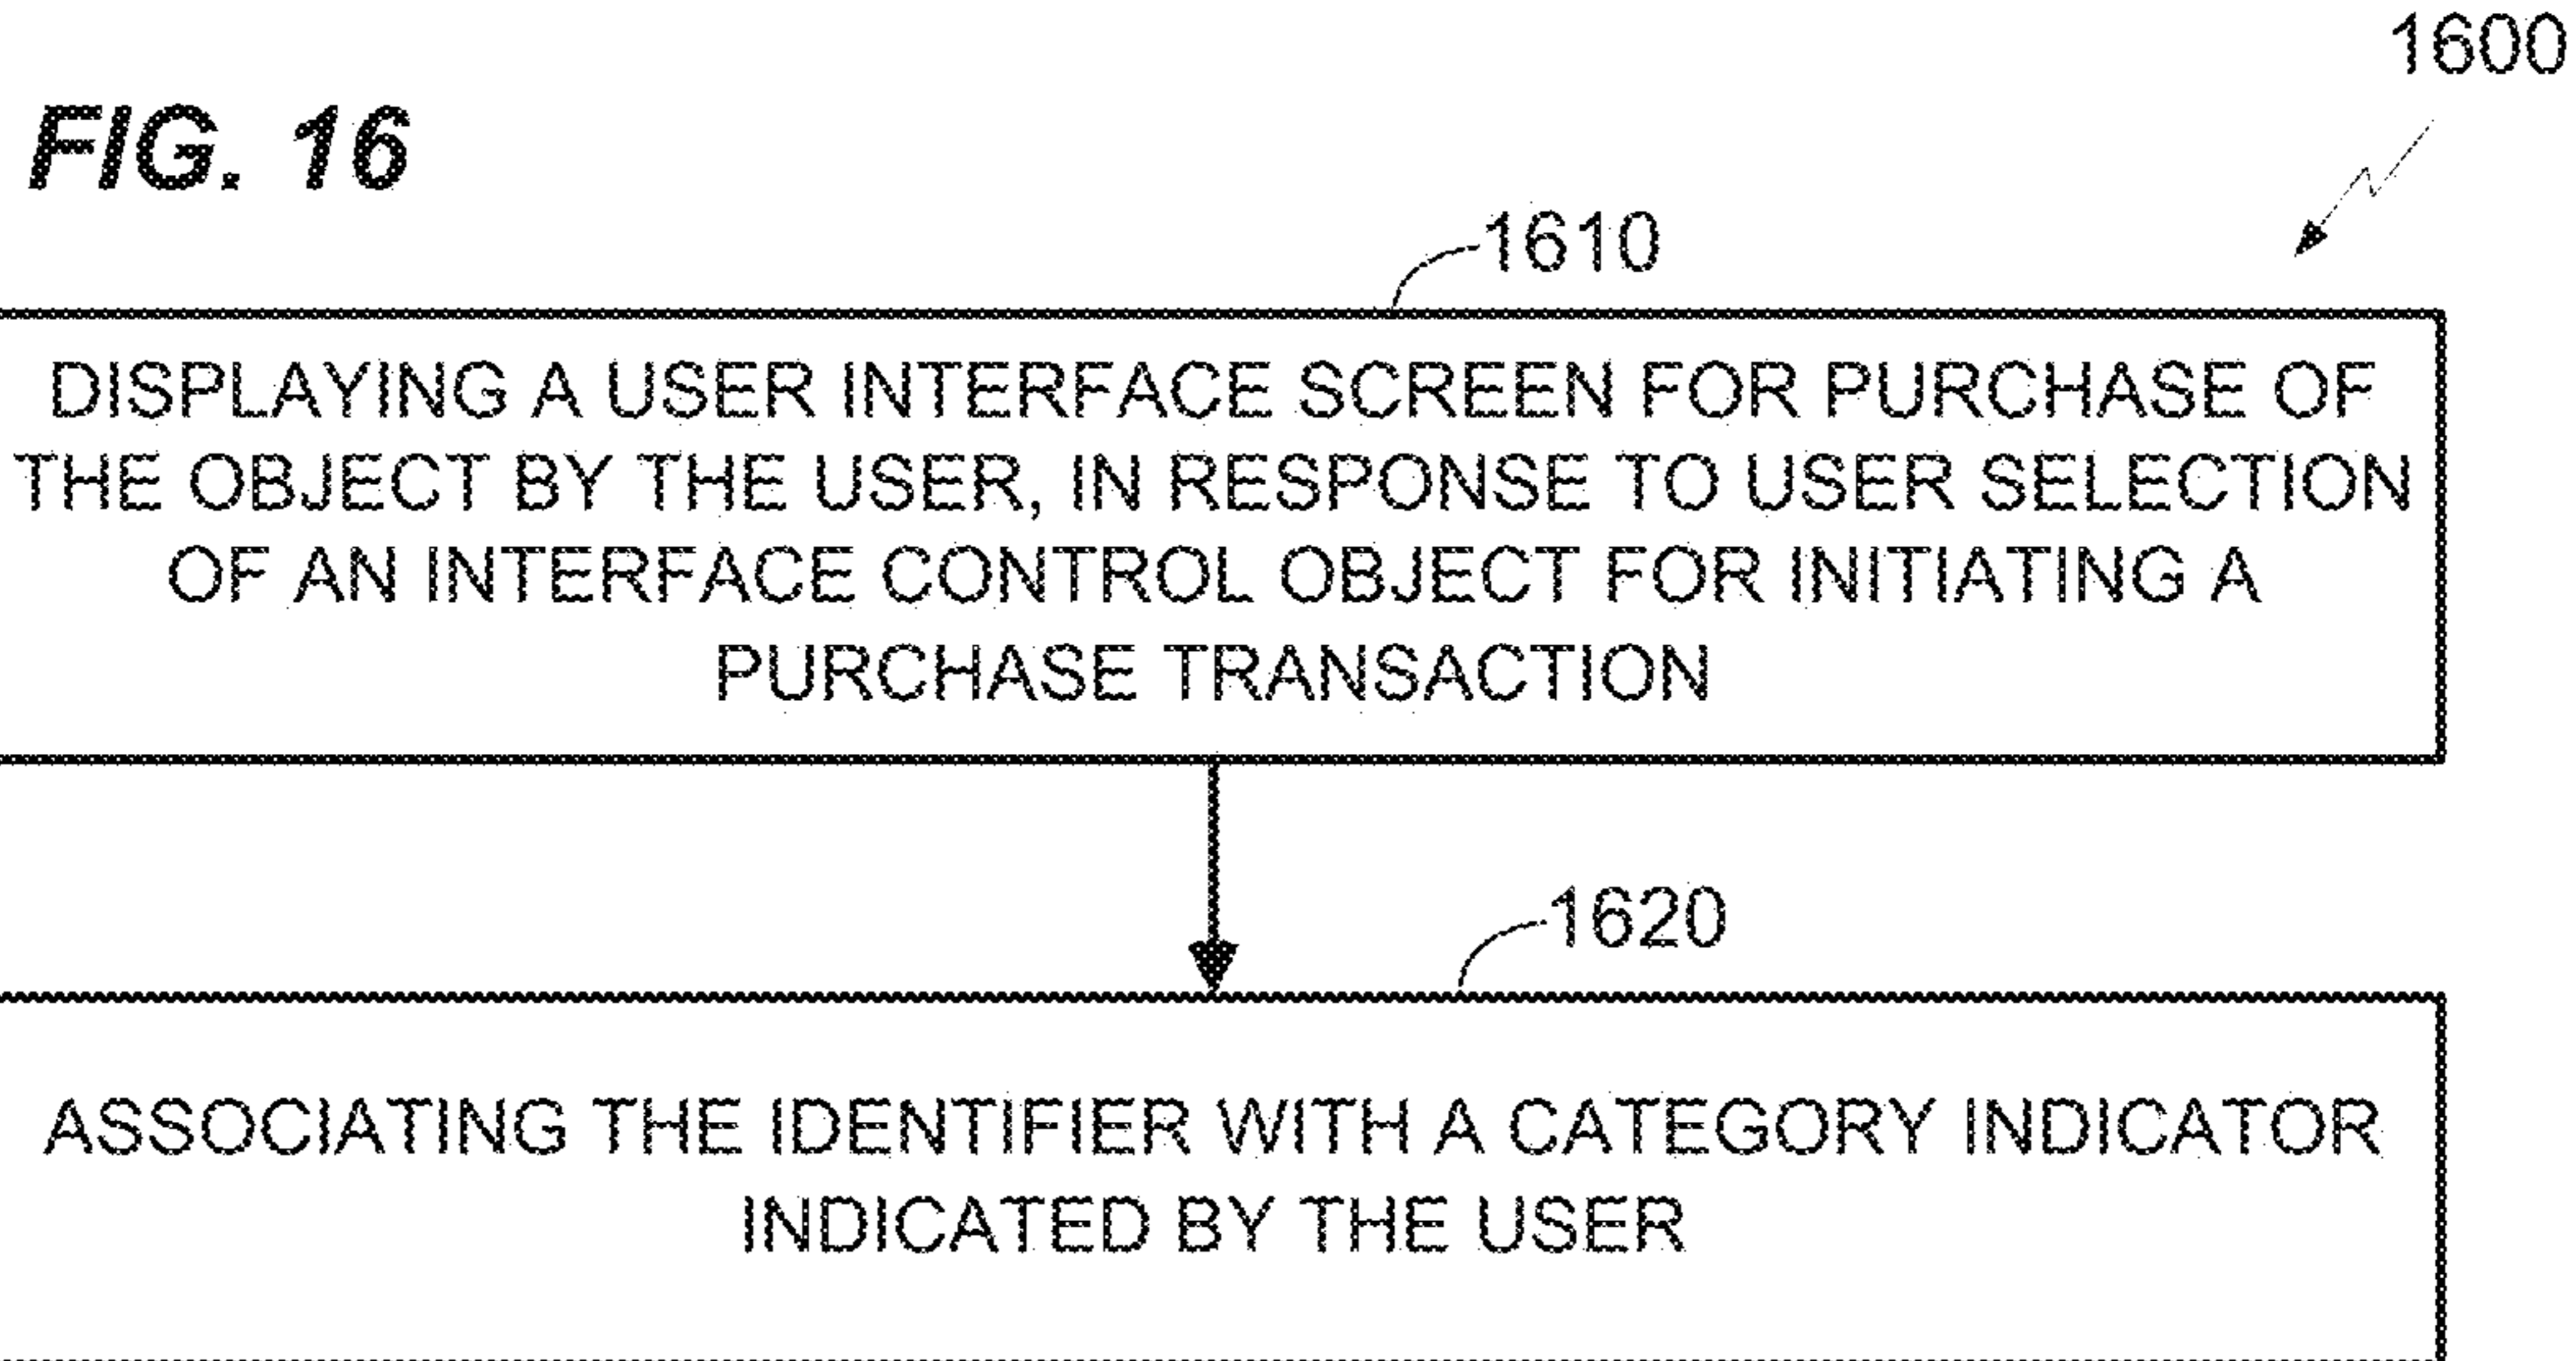 1600
FIG. 16
1610
DISPLAYING A USER INTERFACE SCREEN FOR PURCHASE OF
THE OBJECT BY THE USER, IN RESPONSE TO USER SELECTION
OF AN INTERFACE CONTROL OBJECT FOR INITIATING A
PURCHASE TRANSACTION
1620
ASSOCIATING THE IDENTIFIER WITH A CATEGORY INDICATOR
INDICATED BY THE USER